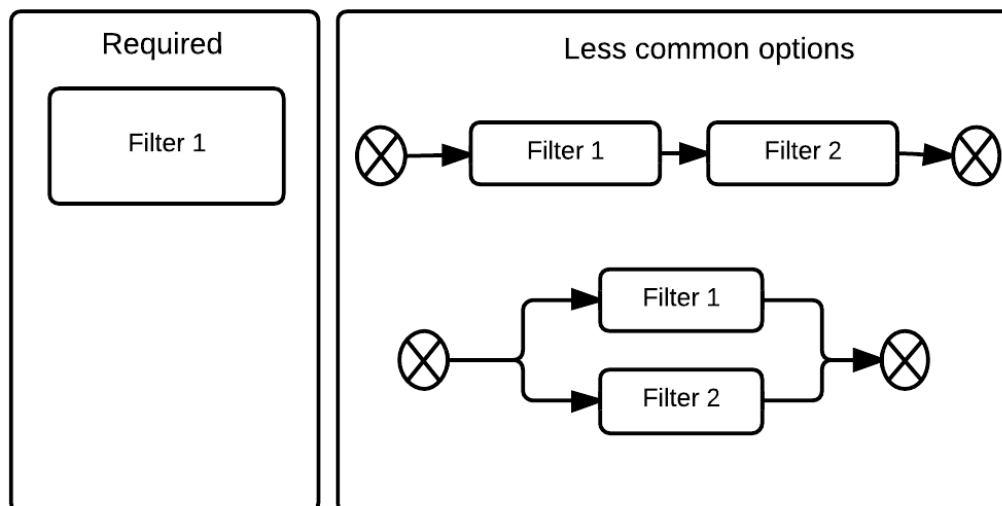 Required
Filter 1
Less common options
Filter 1
Filter 2
Filter 1
Filter 2